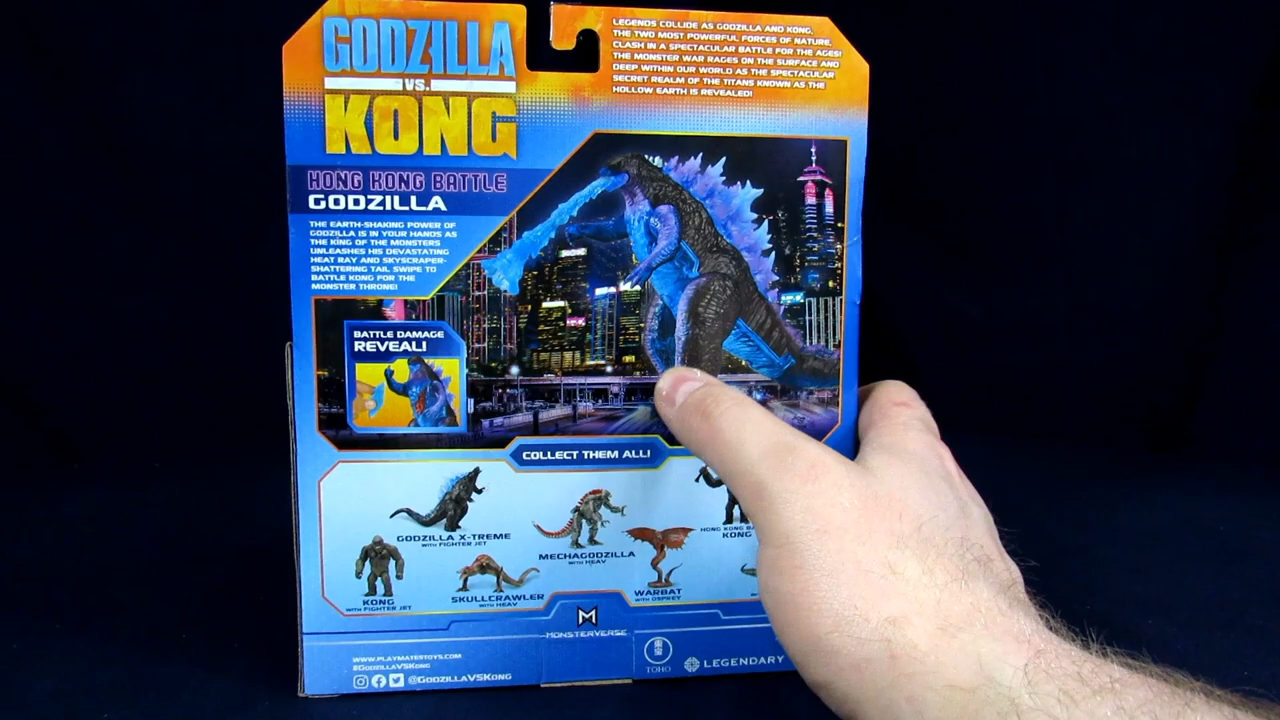 GODZILLA
VS.
KONG
LEGENDS COLLIDE AS GODZILLA AND KONG,
THE TWO MOST POWERFUL FORCES OF NATURE,
CLASH IN A SPECTACULAR BATTLE FOR THE AGES!
THE MONSTER WAR RAGES ON THE SURFACE AND
DEEP WITHIN OUR WORLD AS THE SPECTACULAR
SECRET REALM OF THE TITANS KNOWN AS THE
HOLLOW EARTH IS REVEALED!
HONG KONG BATTLE
GODZILLA
THE EARTH-SHAKING POWER OF
GODZILLA IS IN YOUR HANDS AS
THE KING OF THE MONSTERS
UNLEASHES HIS DEVASTATING
HEAT RAY AND SKYSCRAPER-
SHATTERING TAIL SWIPE TO
BATTLE KONG FOR THE
MONSTER THRONE!
BATTLE DAMAGE
REVEAL!
COLLECT THEM ALL!
GODZILLA X-TREME
WITH FIGHTER JET
MECHAGODZILLA
WITH HEAV
HONG KONG BA
KONG
KONG
WITH FIGHTER JET
SKULLCRAWLER
WITH HEAV
WARBAT
WITH OSPREY
MONSTERVERSE
WWW.PLAYMATESTOYS.COM
#GODZILLAVSKONG
@GODZILLAVSKONG
東宝
TOHO
LEGENDARY